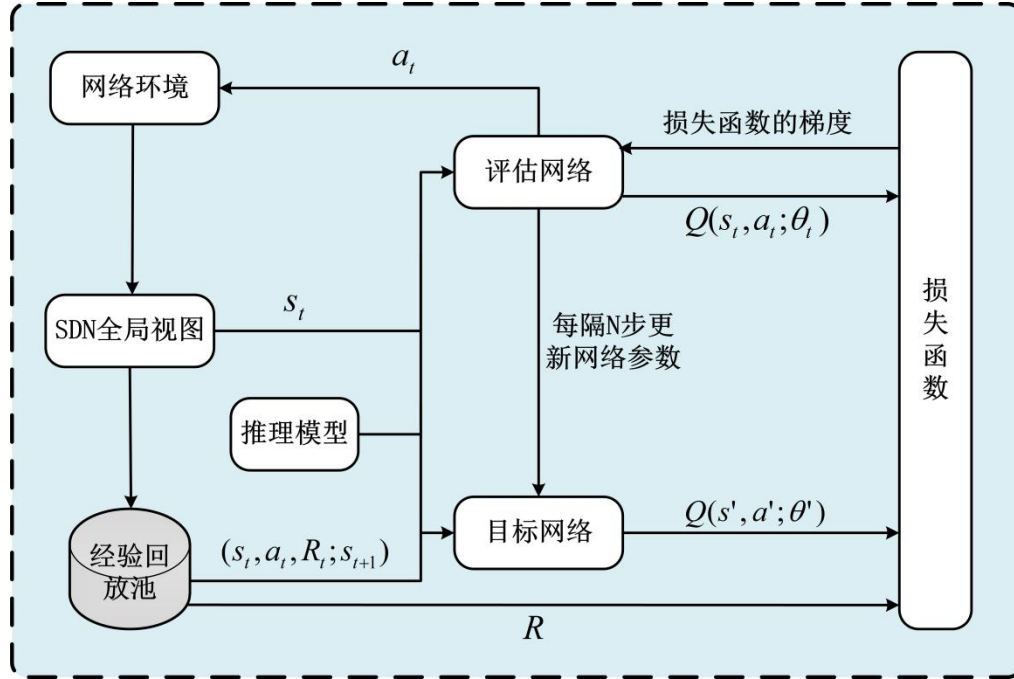 a_t
网络环境
损失函数的梯度
评估网络
Q(s_t,a_t;θ_t)
SDN全局视图
s_t
每隔N步更
新网络参数
损
失
函
数
推理模型
目标网络
Q(s',a';θ')
经验回
放池
(s_t,a_t,R_t;s_{t+1})
R